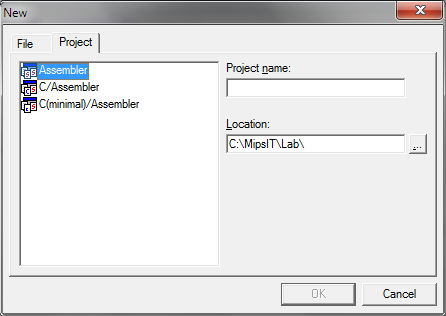 New
File
Project
Assembler
C/Assembler
C(minimal)/Assembler
Project name:
Location:
C:\MipsIT\Lab\
...
OK
Cancel